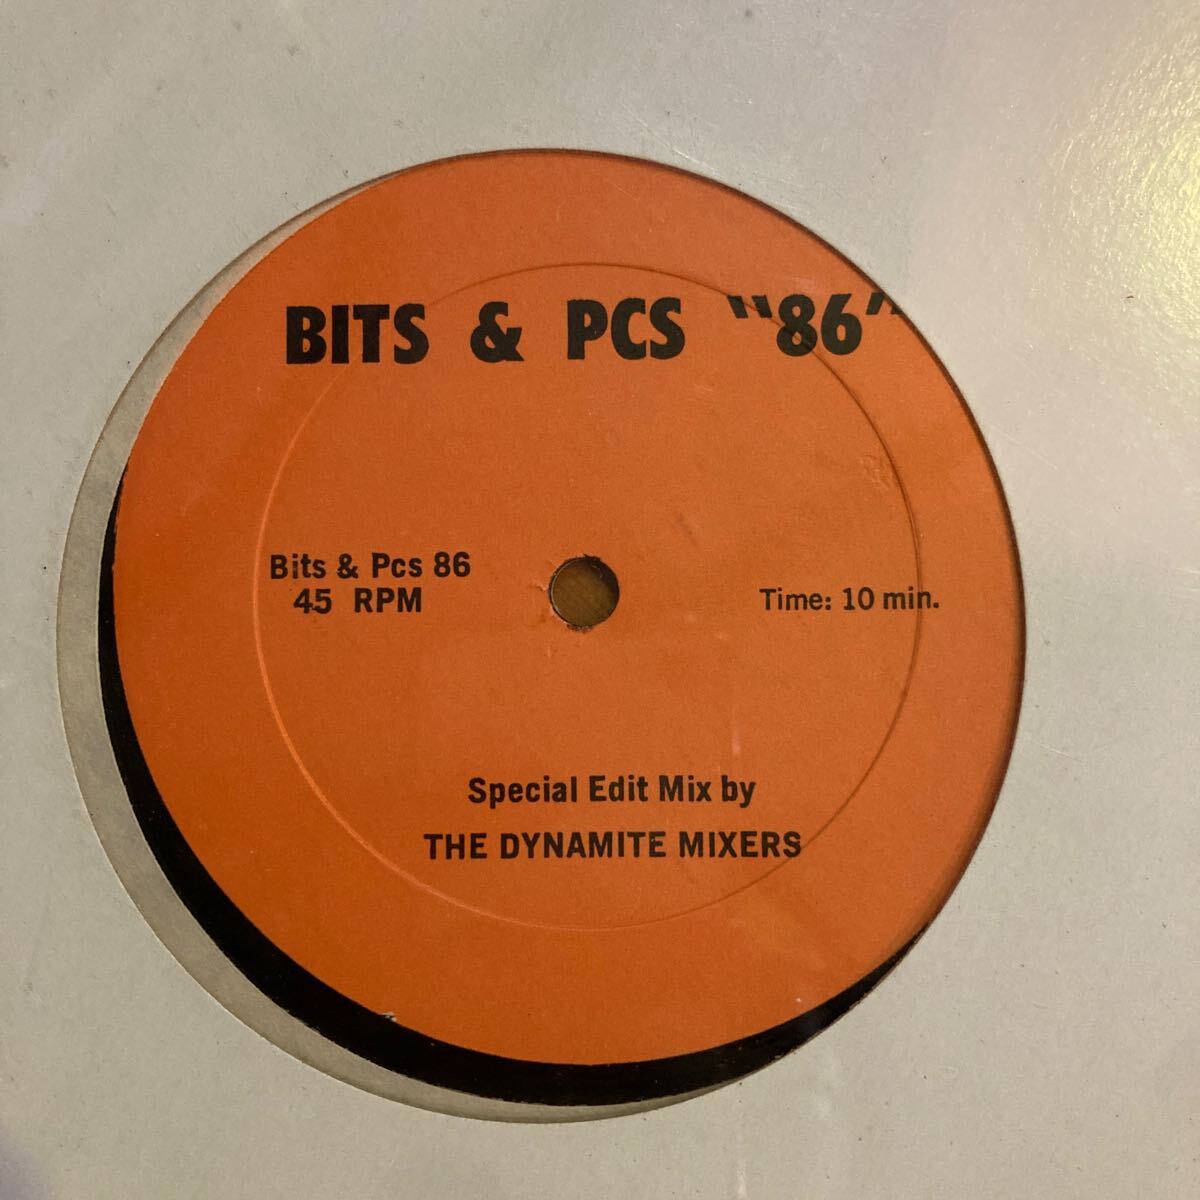 BITS & PCS "86"
Bits & Pcs 86
45 RPM
Time: 10 min.
Special Edit Mix by
THE DYNAMITE MIXERS